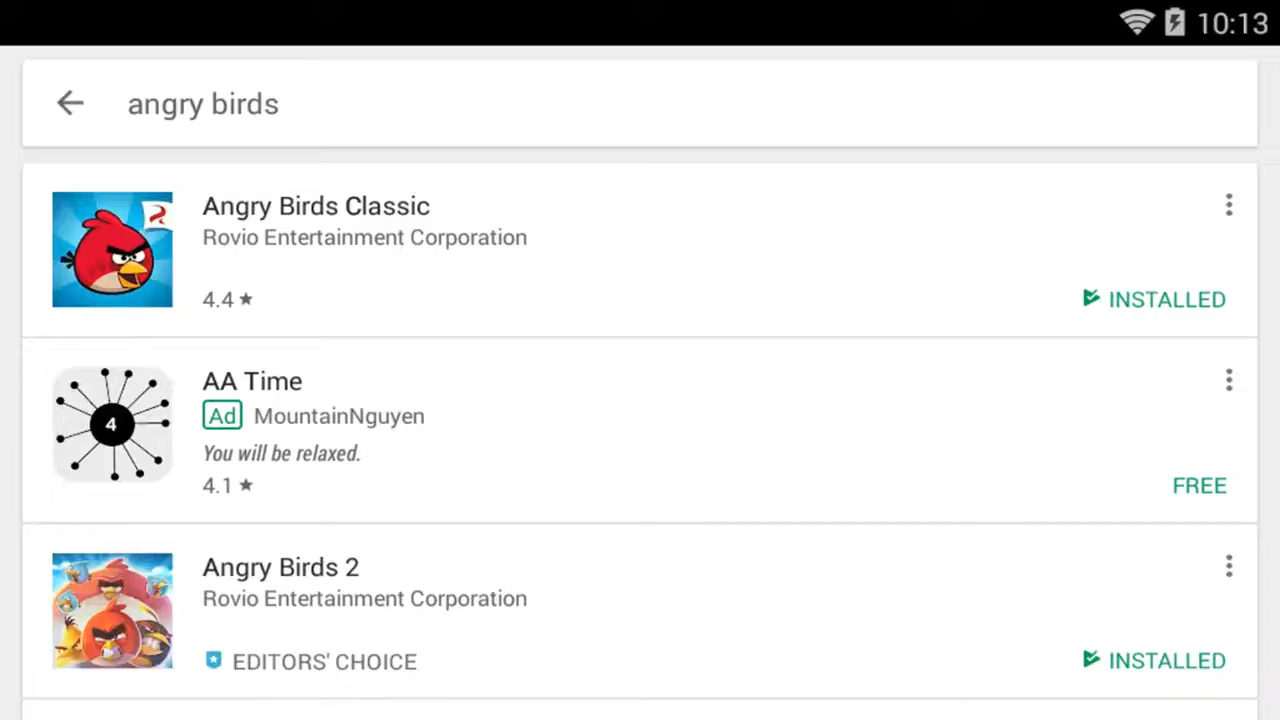 10:13
angry birds
Angry Birds Classic
Rovio Entertainment Corporation
4.4 ★
INSTALLED
4
AA Time
Ad MountainNguyen
You will be relaxed.
4.1 ★
FREE
Angry Birds 2
Rovio Entertainment Corporation
EDITORS' CHOICE
INSTALLED